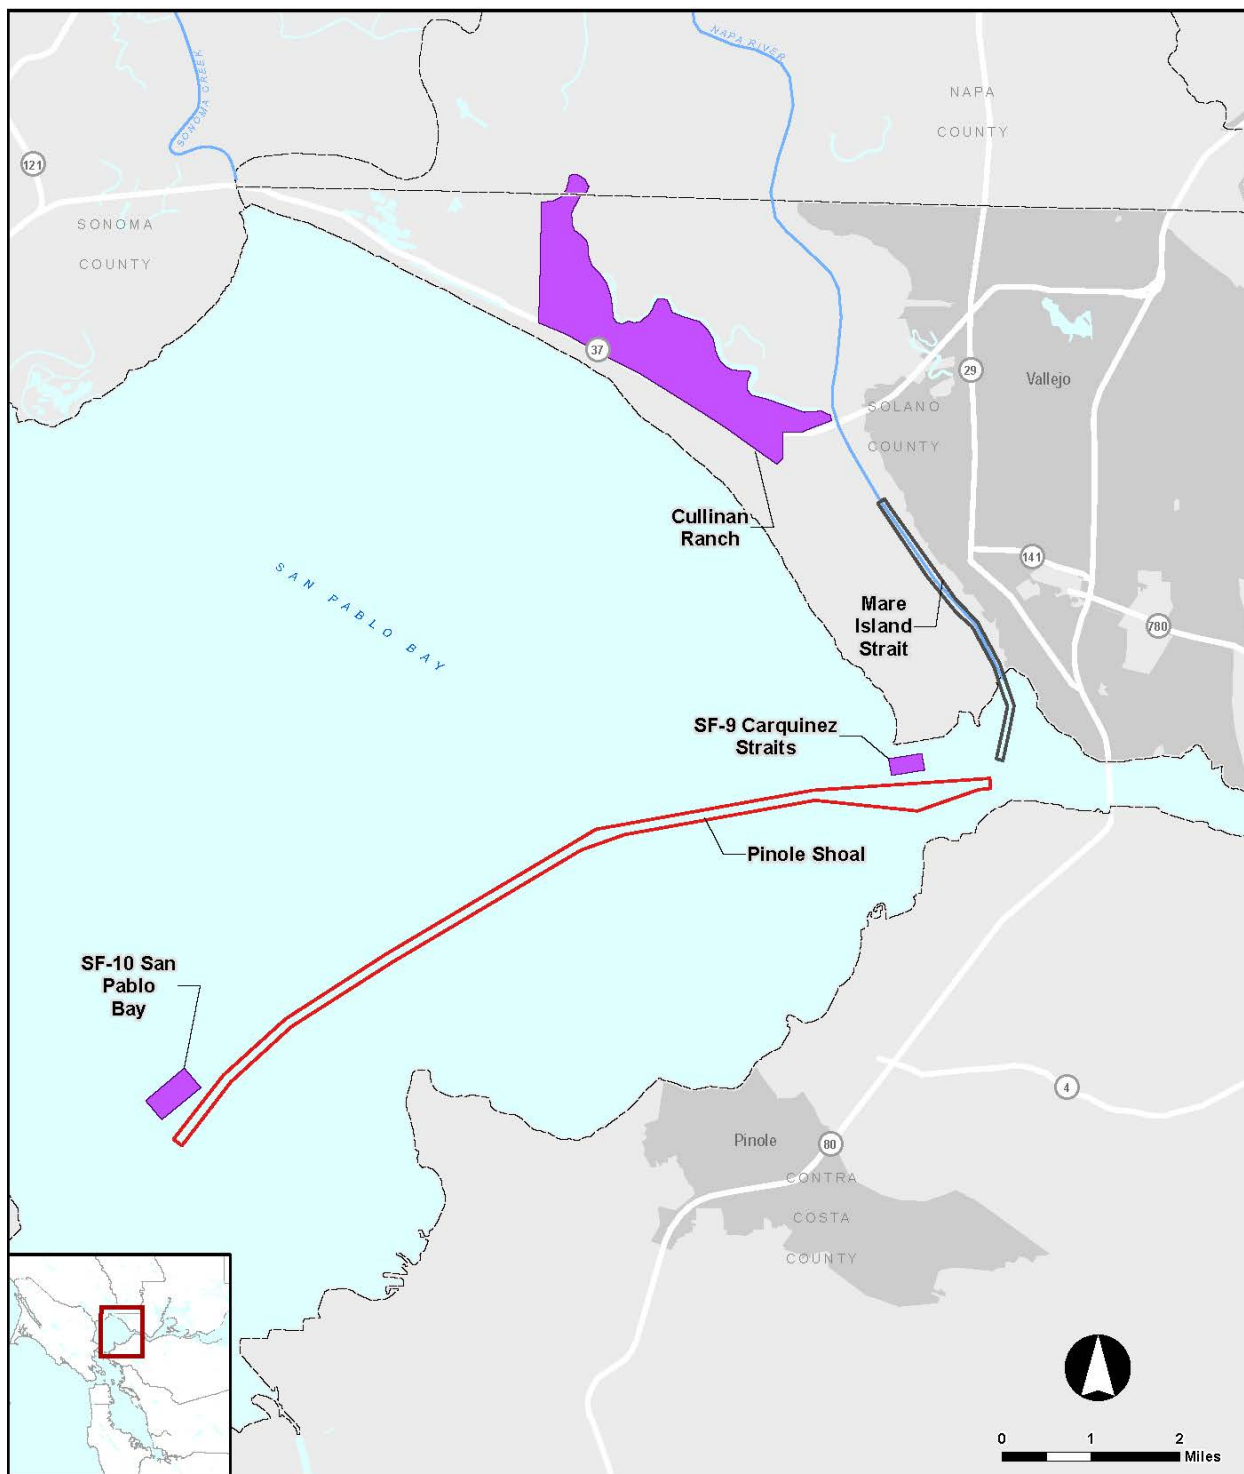 SONOMA CREEK
NAPA RIVER
NAPA
COUNTY
121
SONOMA
COUNTY
37
29
Vallejo
SOLANO
COUNTY
Cullinan
Ranch
141
SAN PABLO BAY
Mare
Island
Strait
780
SF-9 Carquinez
Straits
Pinole Shoal
SF-10 San
Pablo
Bay
4
Pinole
80
CONTRA
COSTA
COUNTY
0 1 2
Miles